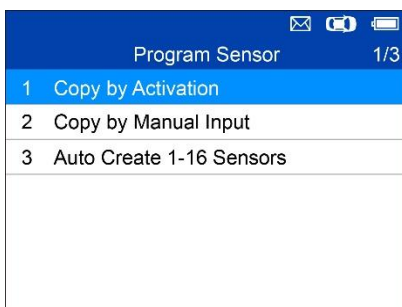 Program Sensor 1/3
1 Copy by Activation
2 Copy by Manual Input
3 Auto Create 1-16 Sensors